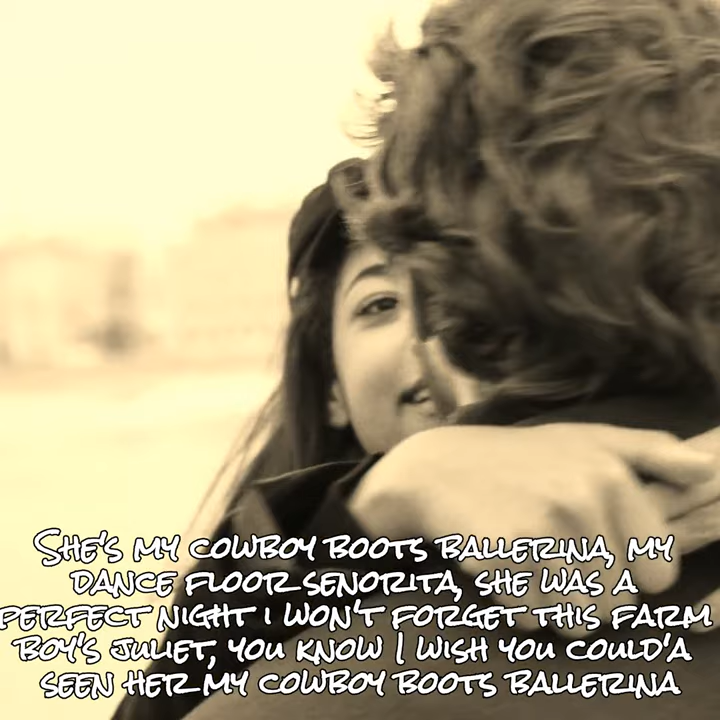 She's my cowboy boots ballerina, my
dance floor senorita, she was a
perfect night i won't forget this farm
boy's juliet, you know I wish you could'a
seen her my cowboy boots ballerina